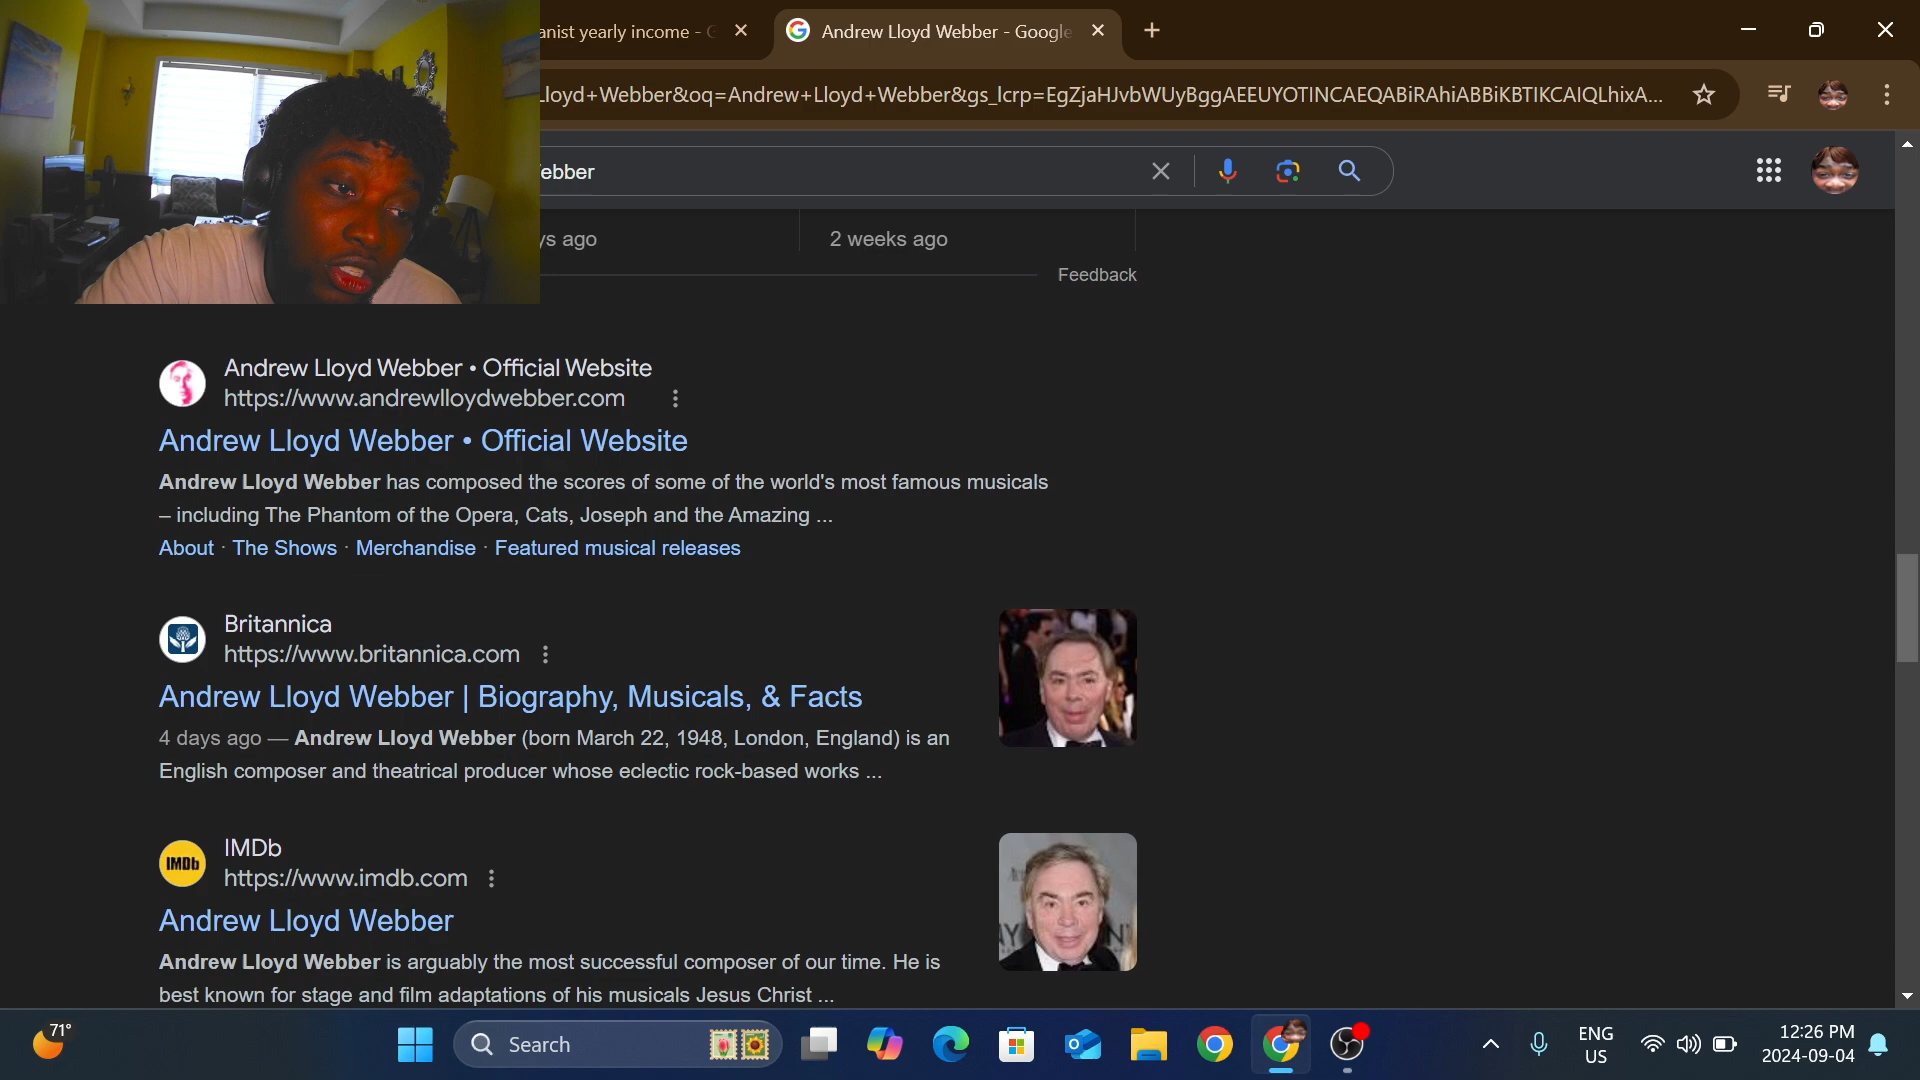 anist yearly income -
Andrew Lloyd Webber - Google
Lloyd+Webber&oq=Andrew+Lloyd+Webber&gs_lcrp=EgZjaHJvbWUyBggAEEUYOTINCAEQABiRAhiABBiKBTIKCAIQLhixA...
ebber
ys ago
2 weeks ago
Feedback
Andrew Lloyd Webber • Official Website
https://www.andrewlloydwebber.com
Andrew Lloyd Webber • Official Website
Andrew Lloyd Webber has composed the scores of some of the world's most famous musicals
– including The Phantom of the Opera, Cats, Joseph and the Amazing ...
About · The Shows · Merchandise · Featured musical releases
Britannica
https://www.britannica.com
Andrew Lloyd Webber | Biography, Musicals, & Facts
4 days ago — Andrew Lloyd Webber (born March 22, 1948, London, England) is an
English composer and theatrical producer whose eclectic rock-based works ...
IMDb
IMDb
https://www.imdb.com
Andrew Lloyd Webber
Andrew Lloyd Webber is arguably the most successful composer of our time. He is
best known for stage and film adaptations of his musicals Jesus Christ ...
71°
Search
ENG
US
12:26 PM
2024-09-04